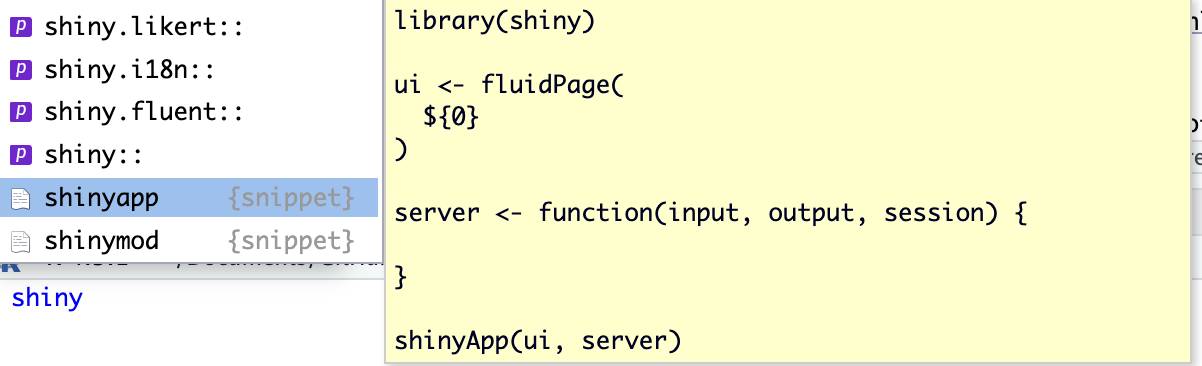 shiny.likert::
shiny.i18n::
shiny.fluent::
shiny::
shinyapp {snippet}
shinymod {snippet}
shiny
library(shiny)
ui <- fluidPage(
${0}
)
server <- function(input, output, session) {
}
shinyApp(ui, server)